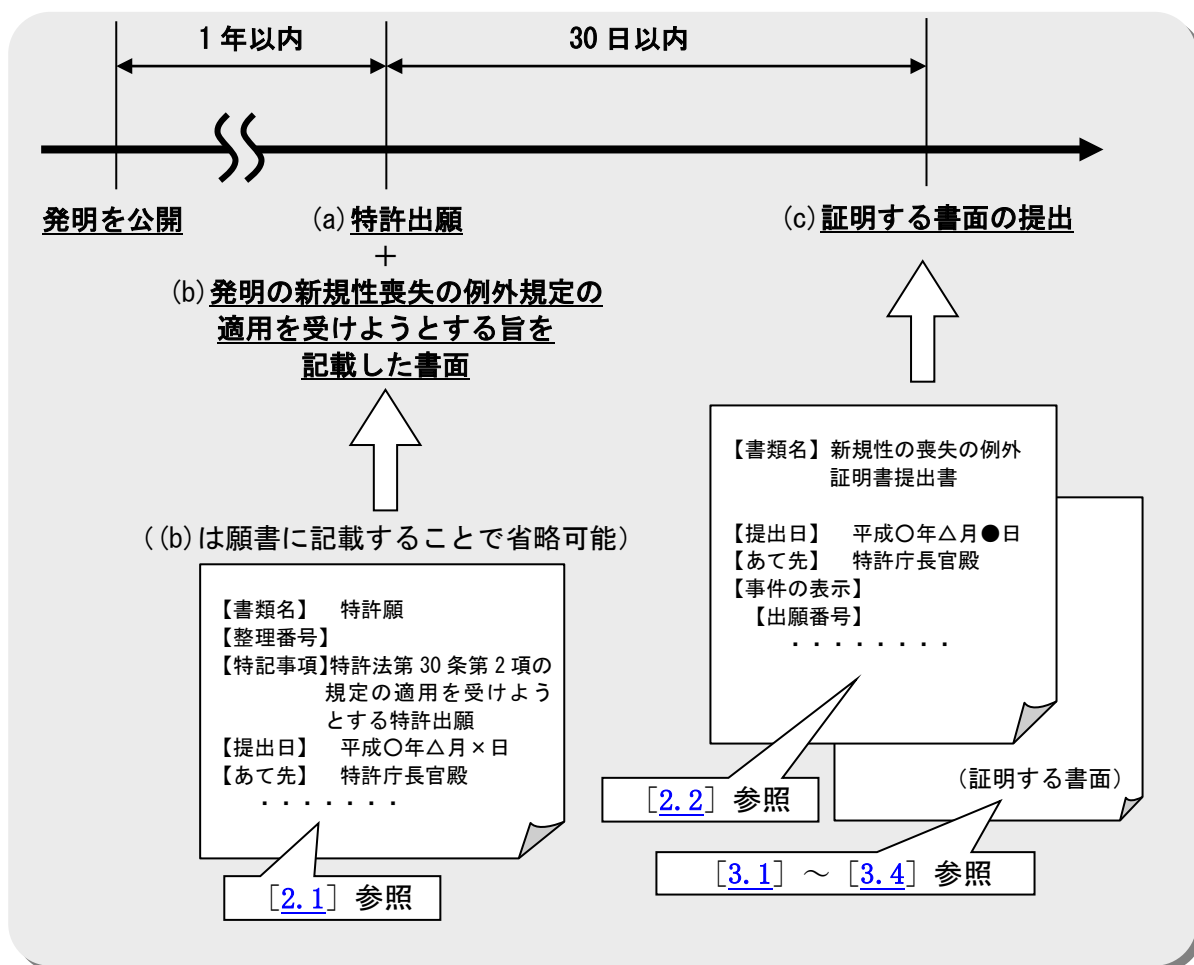 1年以内
30日以内
発明を公開
(a)特許出願
＋
(b)発明の新規性喪失の例外規定の
適用を受けようとする旨を
記載した書面
(c)証明する書面の提出
((b)は願書に記載することで省略可能)
【書類名】 特許願
【整理番号】
【特記事項】特許法第30条第2項の
規定の適用を受けよう
とする特許出願
【提出日】 平成〇年△月×日
【あて先】 特許庁長官殿
・・・・・・・
[2.1] 参照
【書類名】新規性の喪失の例外
証明書提出書
【提出日】 平成〇年△月●日
【あて先】 特許庁長官殿
【事件の表示】
【出願番号】
・・・・・・・・
[2.2] 参照
(証明する書面)
[3.1] ～ [3.4] 参照